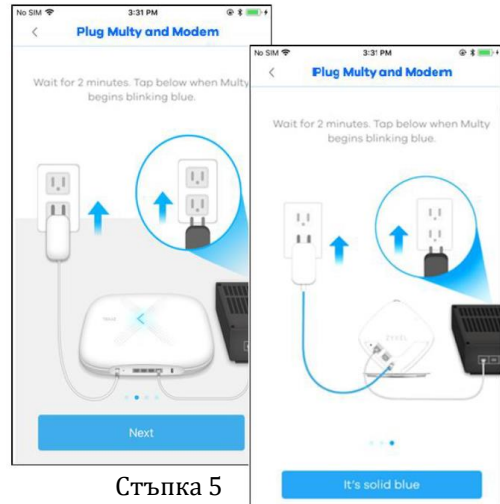 No SIM 3:31 PM
Plug Multy and Modem
Wait for 2 minutes. Tap below when Multy
begins blinking blue.
Next
Стъпка 5
No SIM 3:31 PM
Plug Multy and Modem
Wait for 2 minutes. Tap below when Multy
begins blinking blue.
ZYXEL
It's solid blue